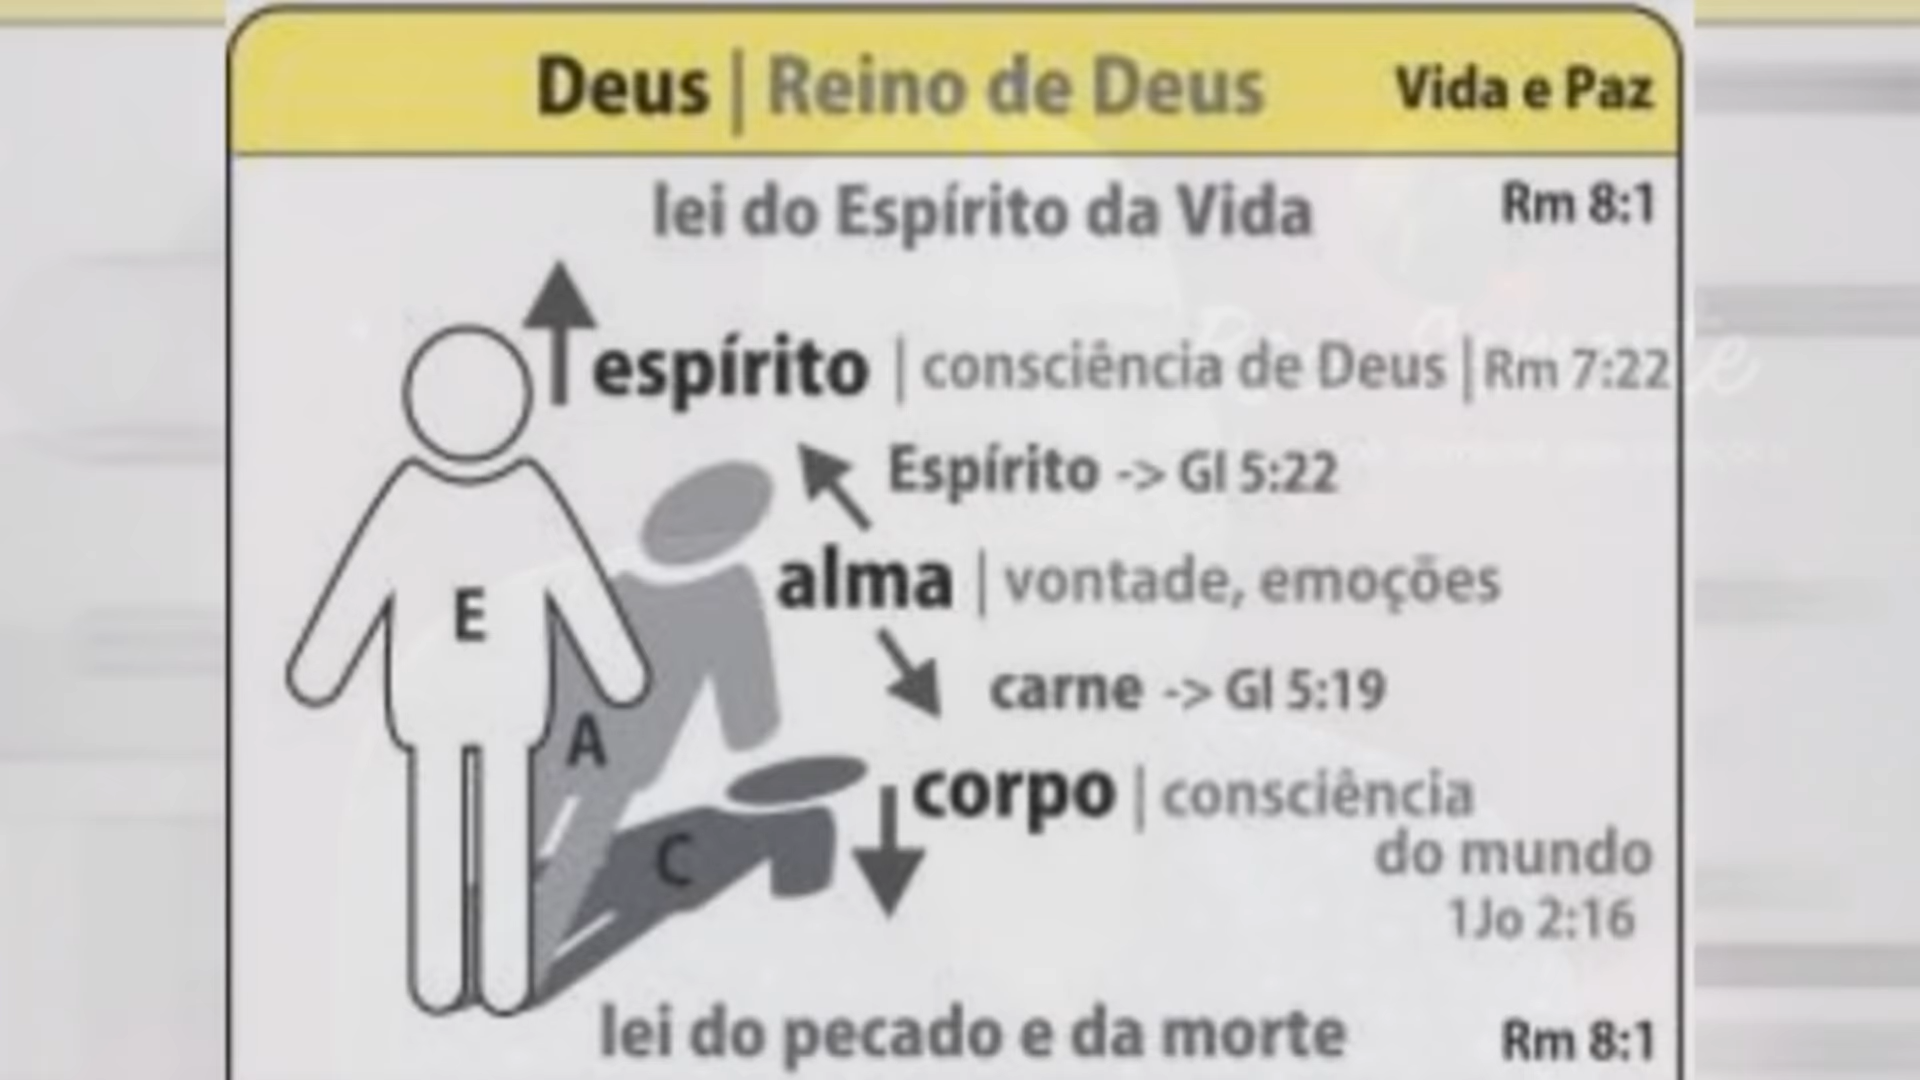 Deus | Reino de Deus Vida e Paz
lei do Espírito da Vida Rm 8:1
espírito | consciência de Deus | Rm 7:22
Espírito -> Gl 5:22
alma | vontade, emoções
carne -> Gl 5:19
corpo | consciência
do mundo
1Jo 2:16
E
A
C
lei do pecado e da morte Rm 8:1